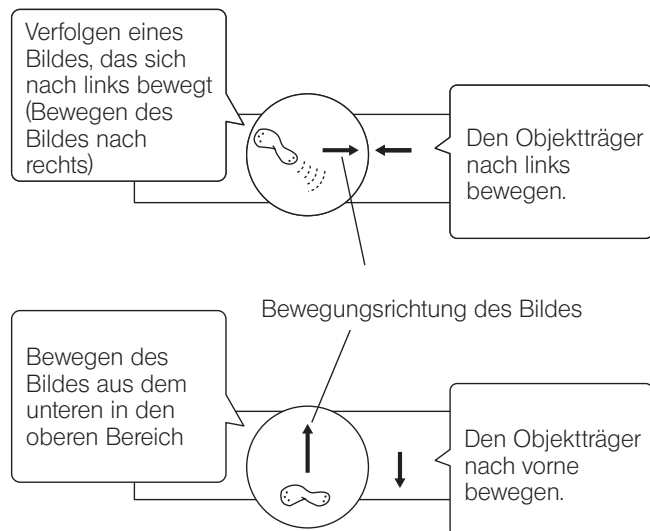 Verfolgen eines
Bildes, das sich
nach links bewegt
(Bewegen des
Bildes nach
rechts)
Den Objektträger
nach links
bewegen.
Bewegungsrichtung des Bildes
Bewegen des
Bildes aus dem
unteren in den
oberen Bereich
Den Objektträger
nach vorne
bewegen.